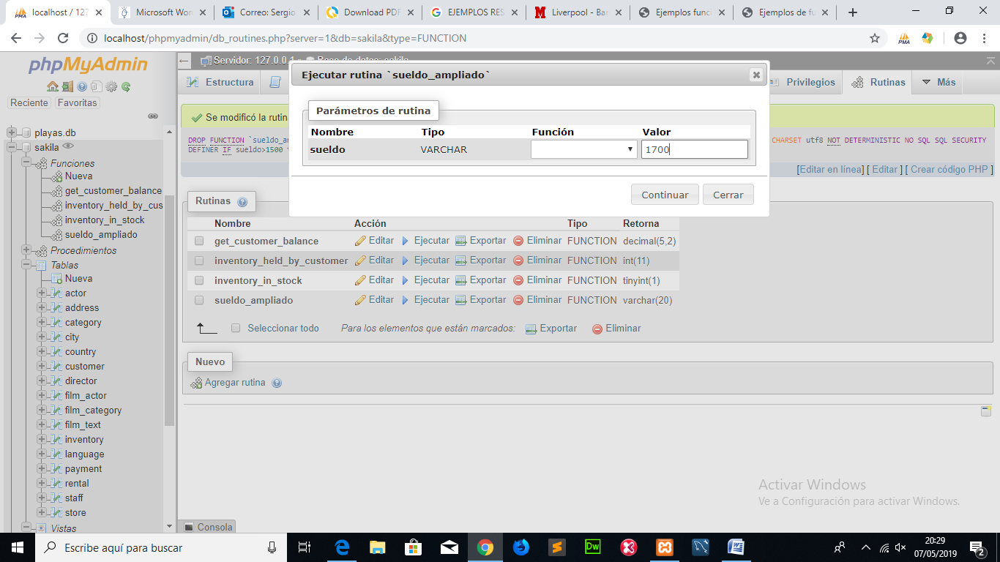 localhost / 127
Microsoft Wor
Correo: Sergio
Download PDF
EJEMPLOS RES
Liverpool - Bar
Ejemplos func
Ejemplos de fu
localhost/phpmyadmin/db_routines.php?server=1&db=sakila&type=FUNCTION
phpMyAdmin
Reciente
Favoritas
playas.db
sakila
Funciones
Nueva
get_customer_balance
inventory_held_by_cus
inventory_in_stock
sueldo_ampliado
Procedimientos
Tablas
Nueva
actor
address
category
city
country
customer
director
film_actor
film_category
film_text
inventory
language
payment
rental
staff
store
Vistas
Servidor: 127.0.0.1 » Base de datos: sakila
Estructura
Privilegios
Rutinas
Más
Se modificó la rutin
DROP FUNCTION `sueldo_am
CHARSET utf8 NOT DETERMINISTIC NO SQL SQL SECURITY
DEFINER IF sueldo>1500
[Editar en línea] [ Editar ] [ Crear código PHP ]
Ejecutar rutina `sueldo_ampliado`
Parámetros de rutina
Nombre Tipo Función Valor
sueldo VARCHAR 1700
Continuar Cerrar
Rutinas
Nombre Acción Tipo Retorna
get_customer_balance Editar Ejecutar Exportar Eliminar FUNCTION decimal(5,2)
inventory_held_by_customer Editar Ejecutar Exportar Eliminar FUNCTION int(11)
inventory_in_stock Editar Ejecutar Exportar Eliminar FUNCTION tinyint(1)
sueldo_ampliado Editar Ejecutar Exportar Eliminar FUNCTION varchar(20)
Seleccionar todo Para los elementos que están marcados: Exportar Eliminar
Nuevo
Agregar rutina
Activar Windows
Ve a Configuración para activar Windows.
Consola
Escribe aquí para buscar
20:29
07/05/2019
2